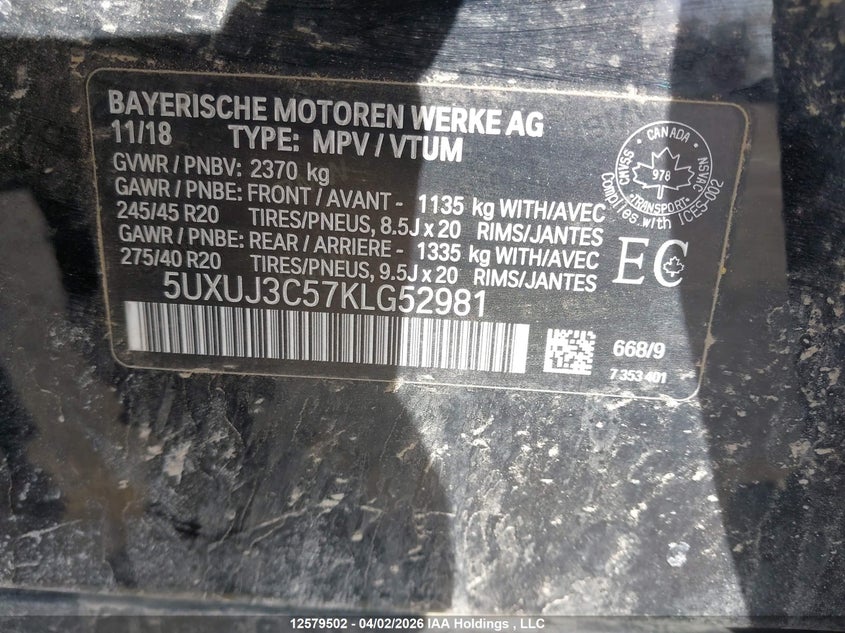 BAYERISCHE MOTOREN WERKE AG
11/18 TYPE: MPV / VTUM
GVWR / PNBV: 2370 kg
GAWR / PNBE: FRONT / AVANT - 1135 kg WITH/AVEC
245/45 R20 TIRES/PNEUS, 8.5J x 20 RIMS/JANTES
GAWR / PNBE: REAR / ARRIERE - 1335 kg WITH/AVEC
275/40 R20 TIRES/PNEUS, 9.5J x 20 RIMS/JANTES
5UXUJ3C57KLG52981
CANADA
SVAMC
NSVAC
978
TRANSPORT
Complies with ICES-002
EC
668/9
7 353 401
12579502 - 04/02/2026 IAA Holdings , LLC